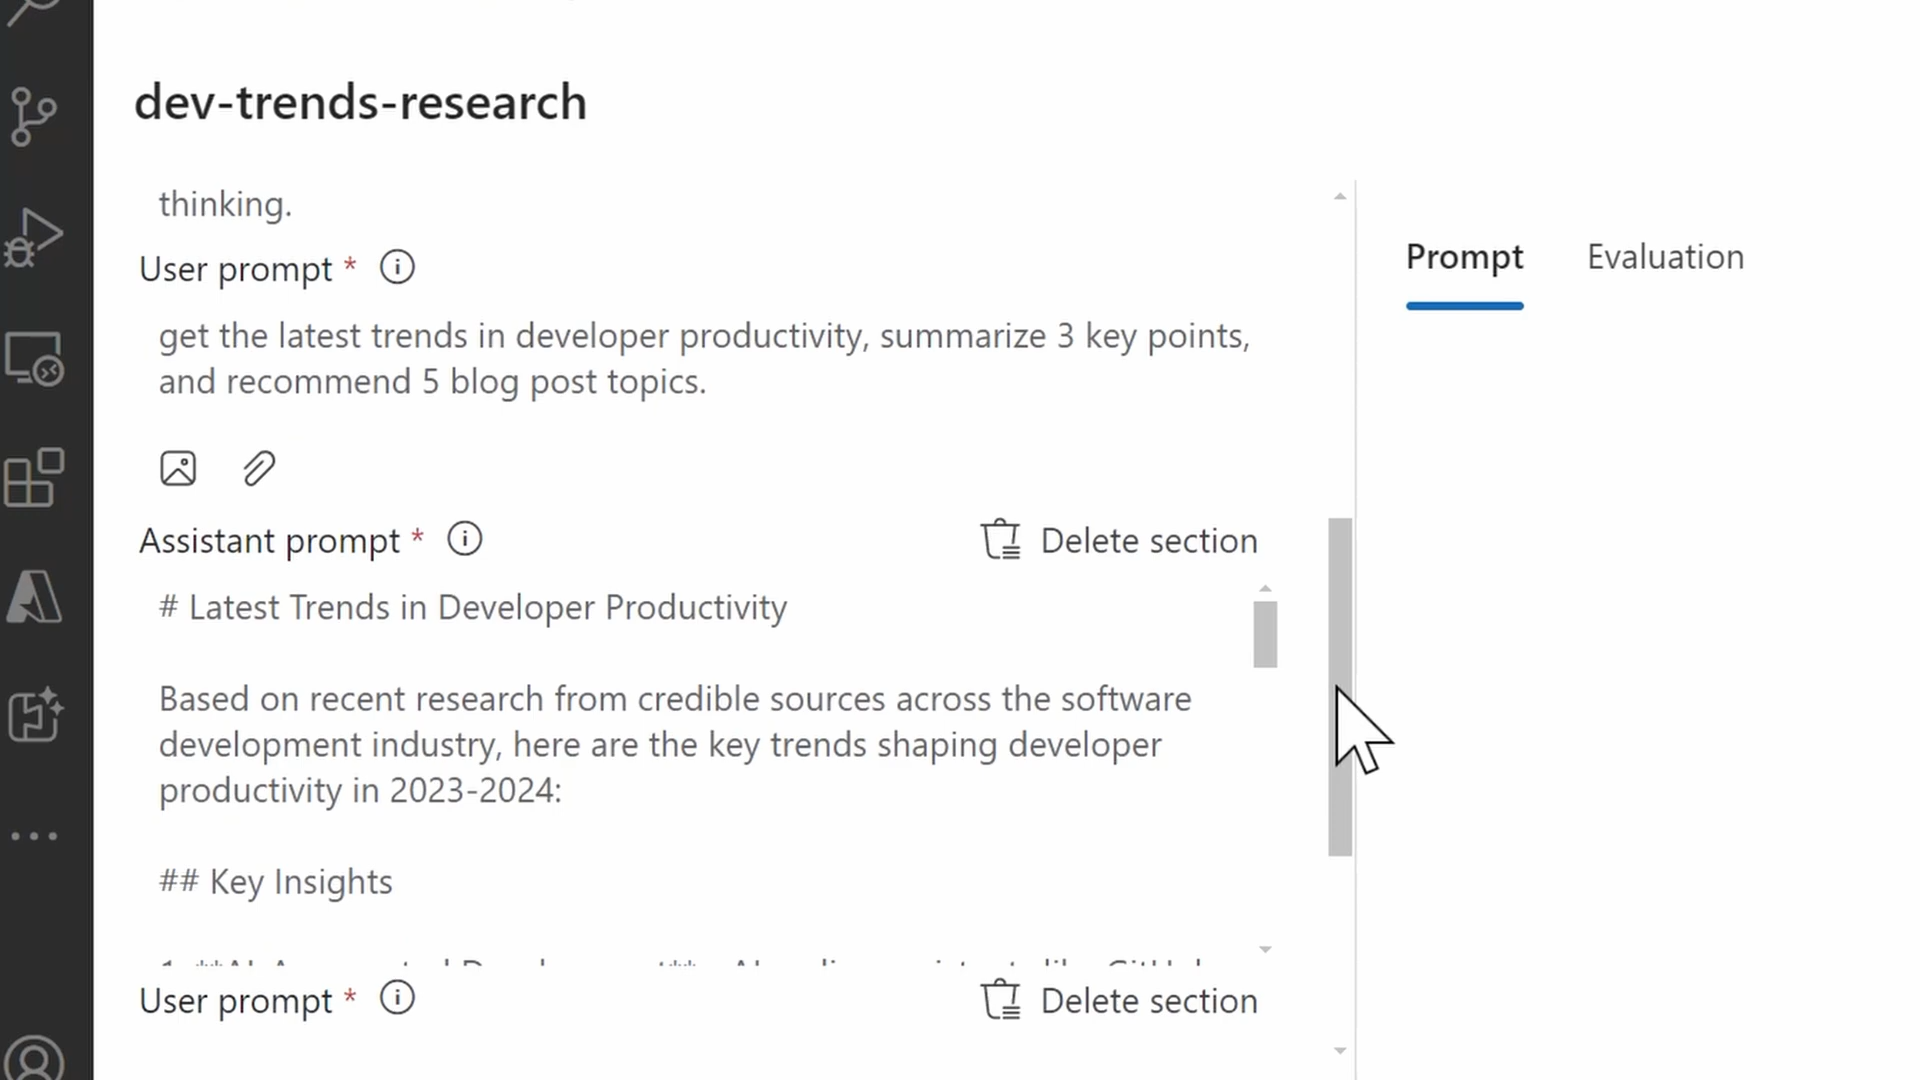 dev-trends-research
thinking.
User prompt *
get the latest trends in developer productivity, summarize 3 key points,
and recommend 5 blog post topics.
Assistant prompt *
Delete section
# Latest Trends in Developer Productivity
Based on recent research from credible sources across the software
development industry, here are the key trends shaping developer
productivity in 2023-2024:
## Key Insights
User prompt *
Delete section
Prompt
Evaluation